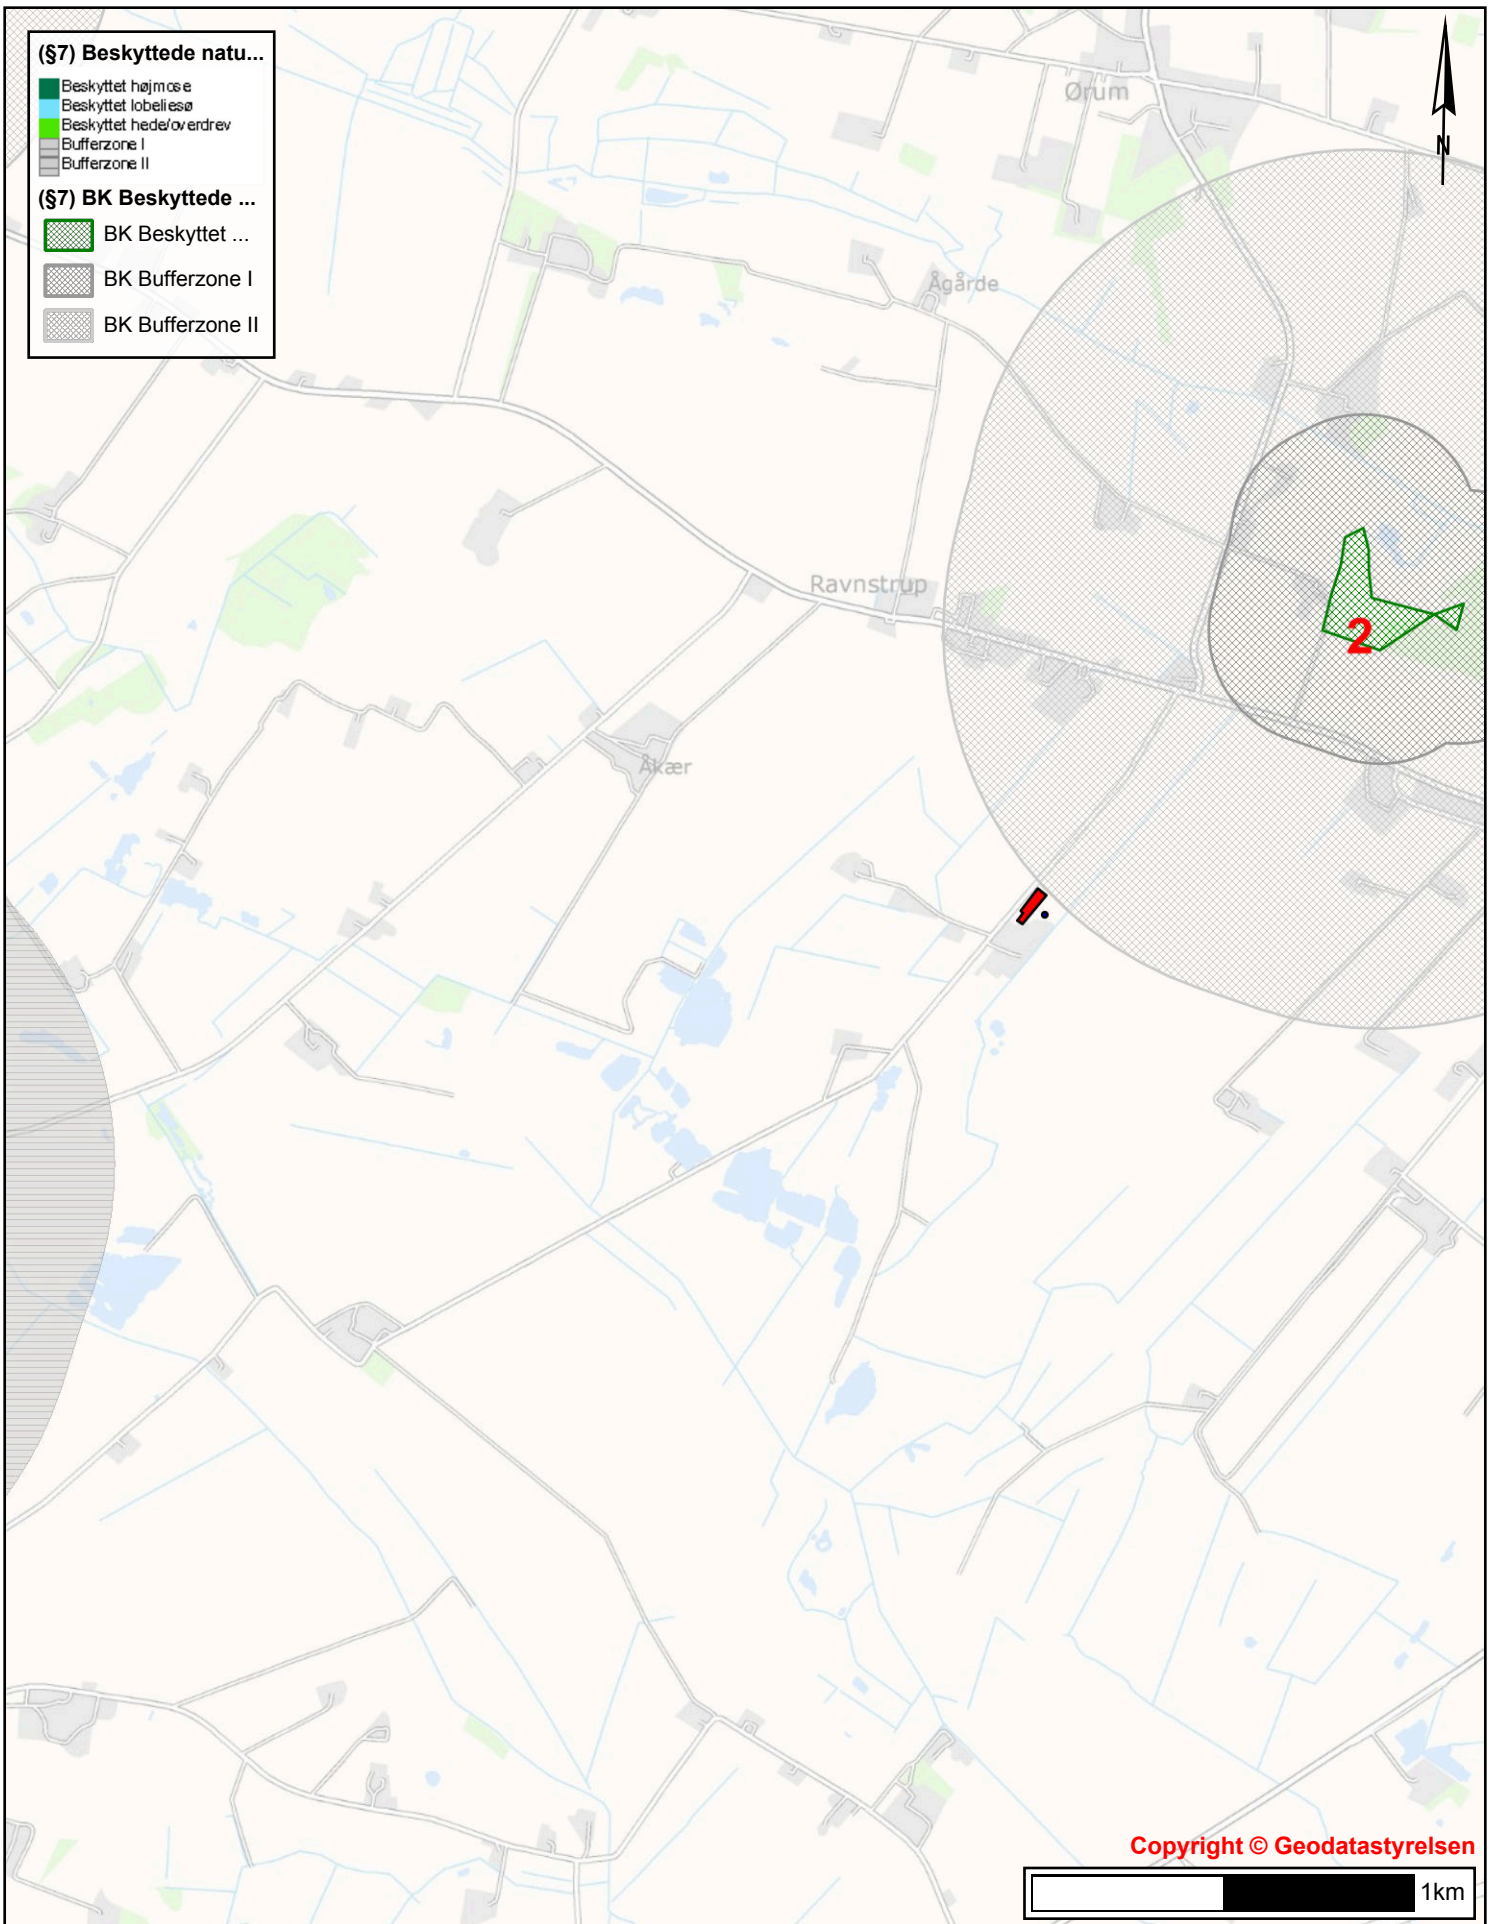 (§7) Beskyttede natu...
Beskyttet højmose
Beskyttet lobeliesø
Beskyttet hede/overdrev
Bufferzone I
Bufferzone II
(§7) BK Beskyttede ...
BK Beskyttet ...
BK Bufferzone I
BK Bufferzone II
N
Ørum
Ågårde
Ravnstrup
2
Åkær
Copyright © Geodatastyrelsen
1km